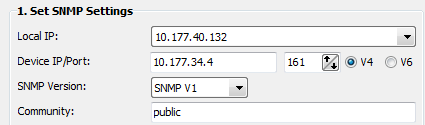 1. Set SNMP Settings
Local IP: 10.177.40.132
Device IP/Port: 10.177.34.4 161 V4 V6
SNMP Version: SNMP V1
Community: public